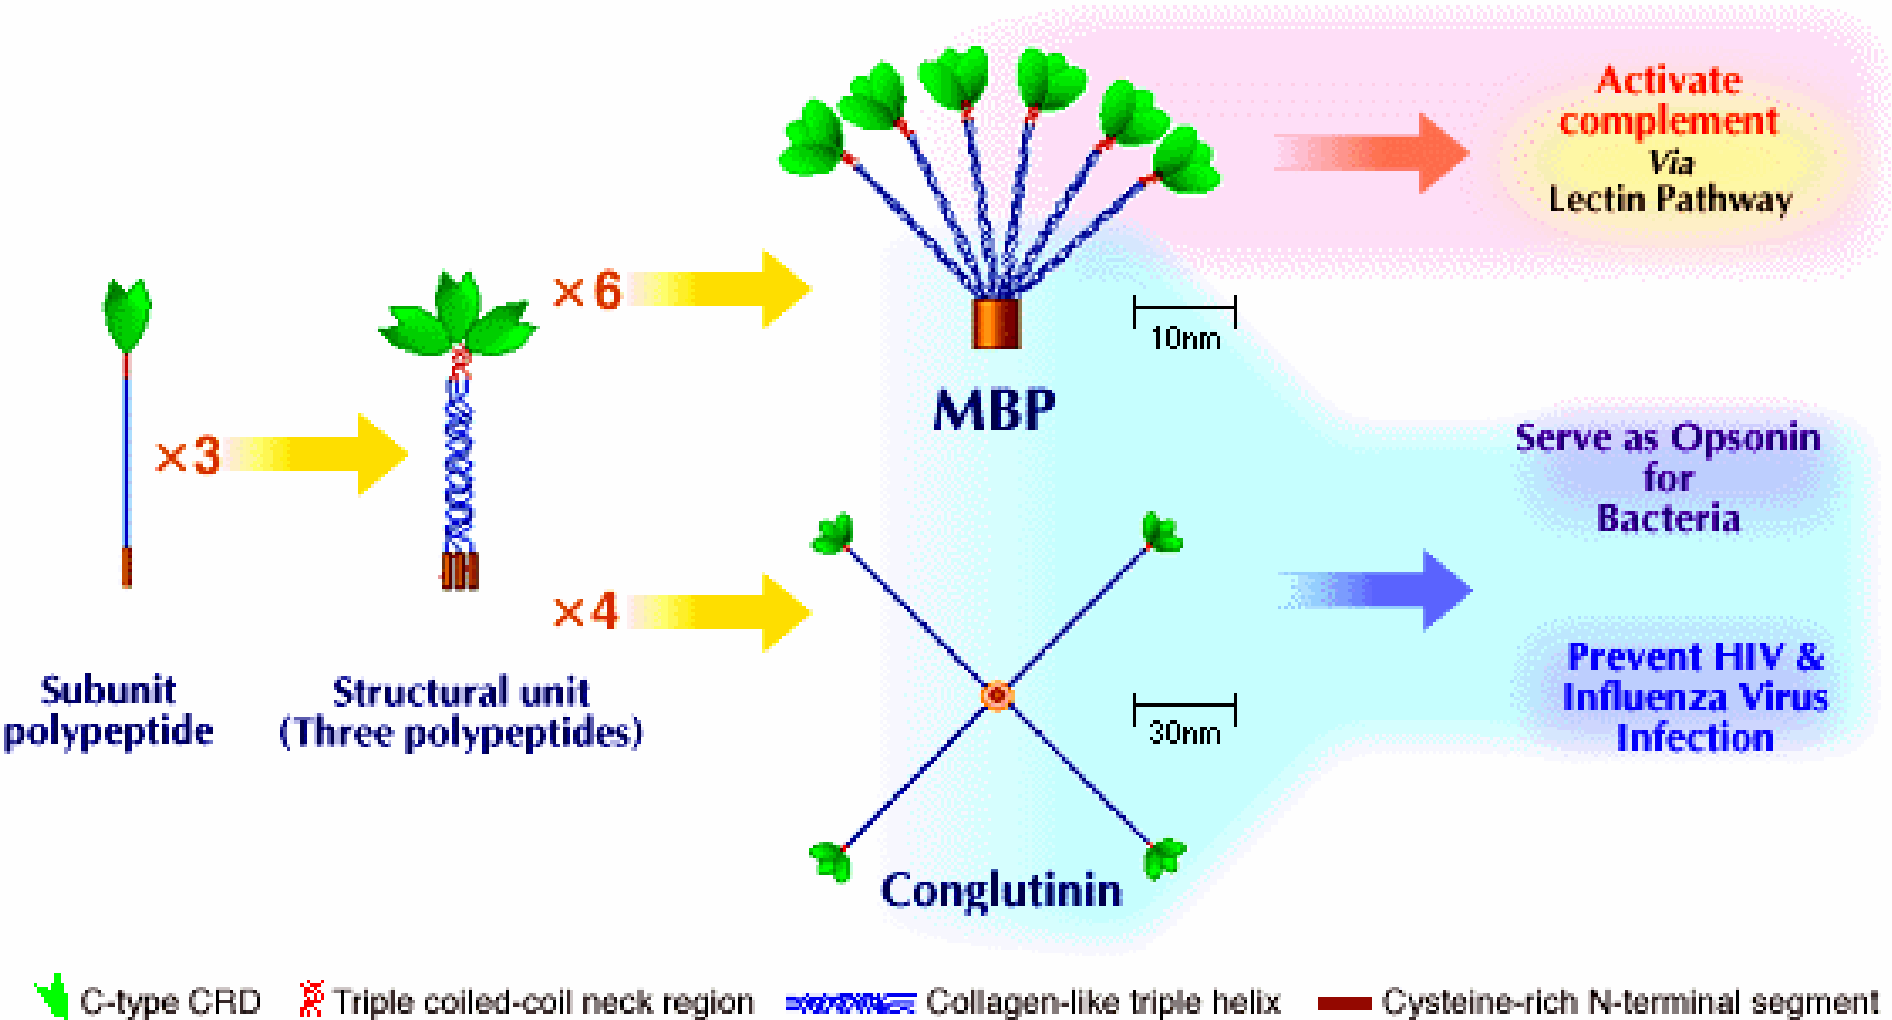 Activate
complement
Via
Lectin Pathway
×6
10nm
MBP
×3
Serve as Opsonin
for
Bacteria
×4
Subunit
polypeptide
Structural unit
(Three polypeptides)
30nm
Prevent HIV &
Influenza Virus
Infection
Conglutinin
C-type CRD
Triple coiled-coil neck region
Collagen-like triple helix
Cysteine-rich N-terminal segment